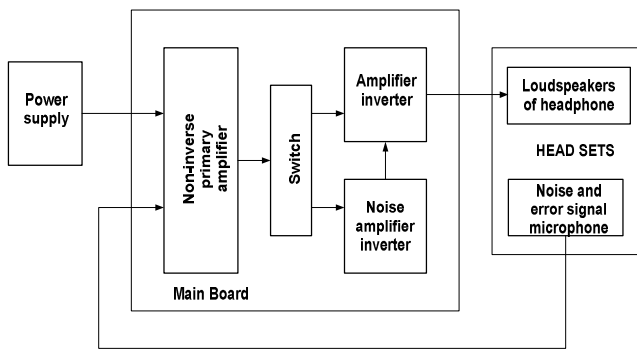 Power
supply
Non-inverse
primary
amplifier
Switch
Amplifier
inverter
Noise
amplifier
inverter
Main Board
Loudspeakers
of headphone
HEAD SETS
Noise and
error signal
microphone